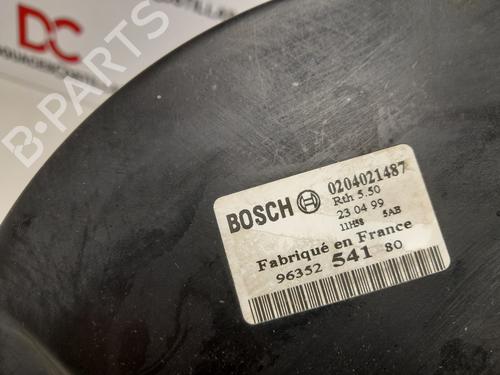 DC
B-PARTS
BOSCH
0204021487
Rth 5.50
23 04 99
11H58 5AB
Fabriqué en France
96352 541 80